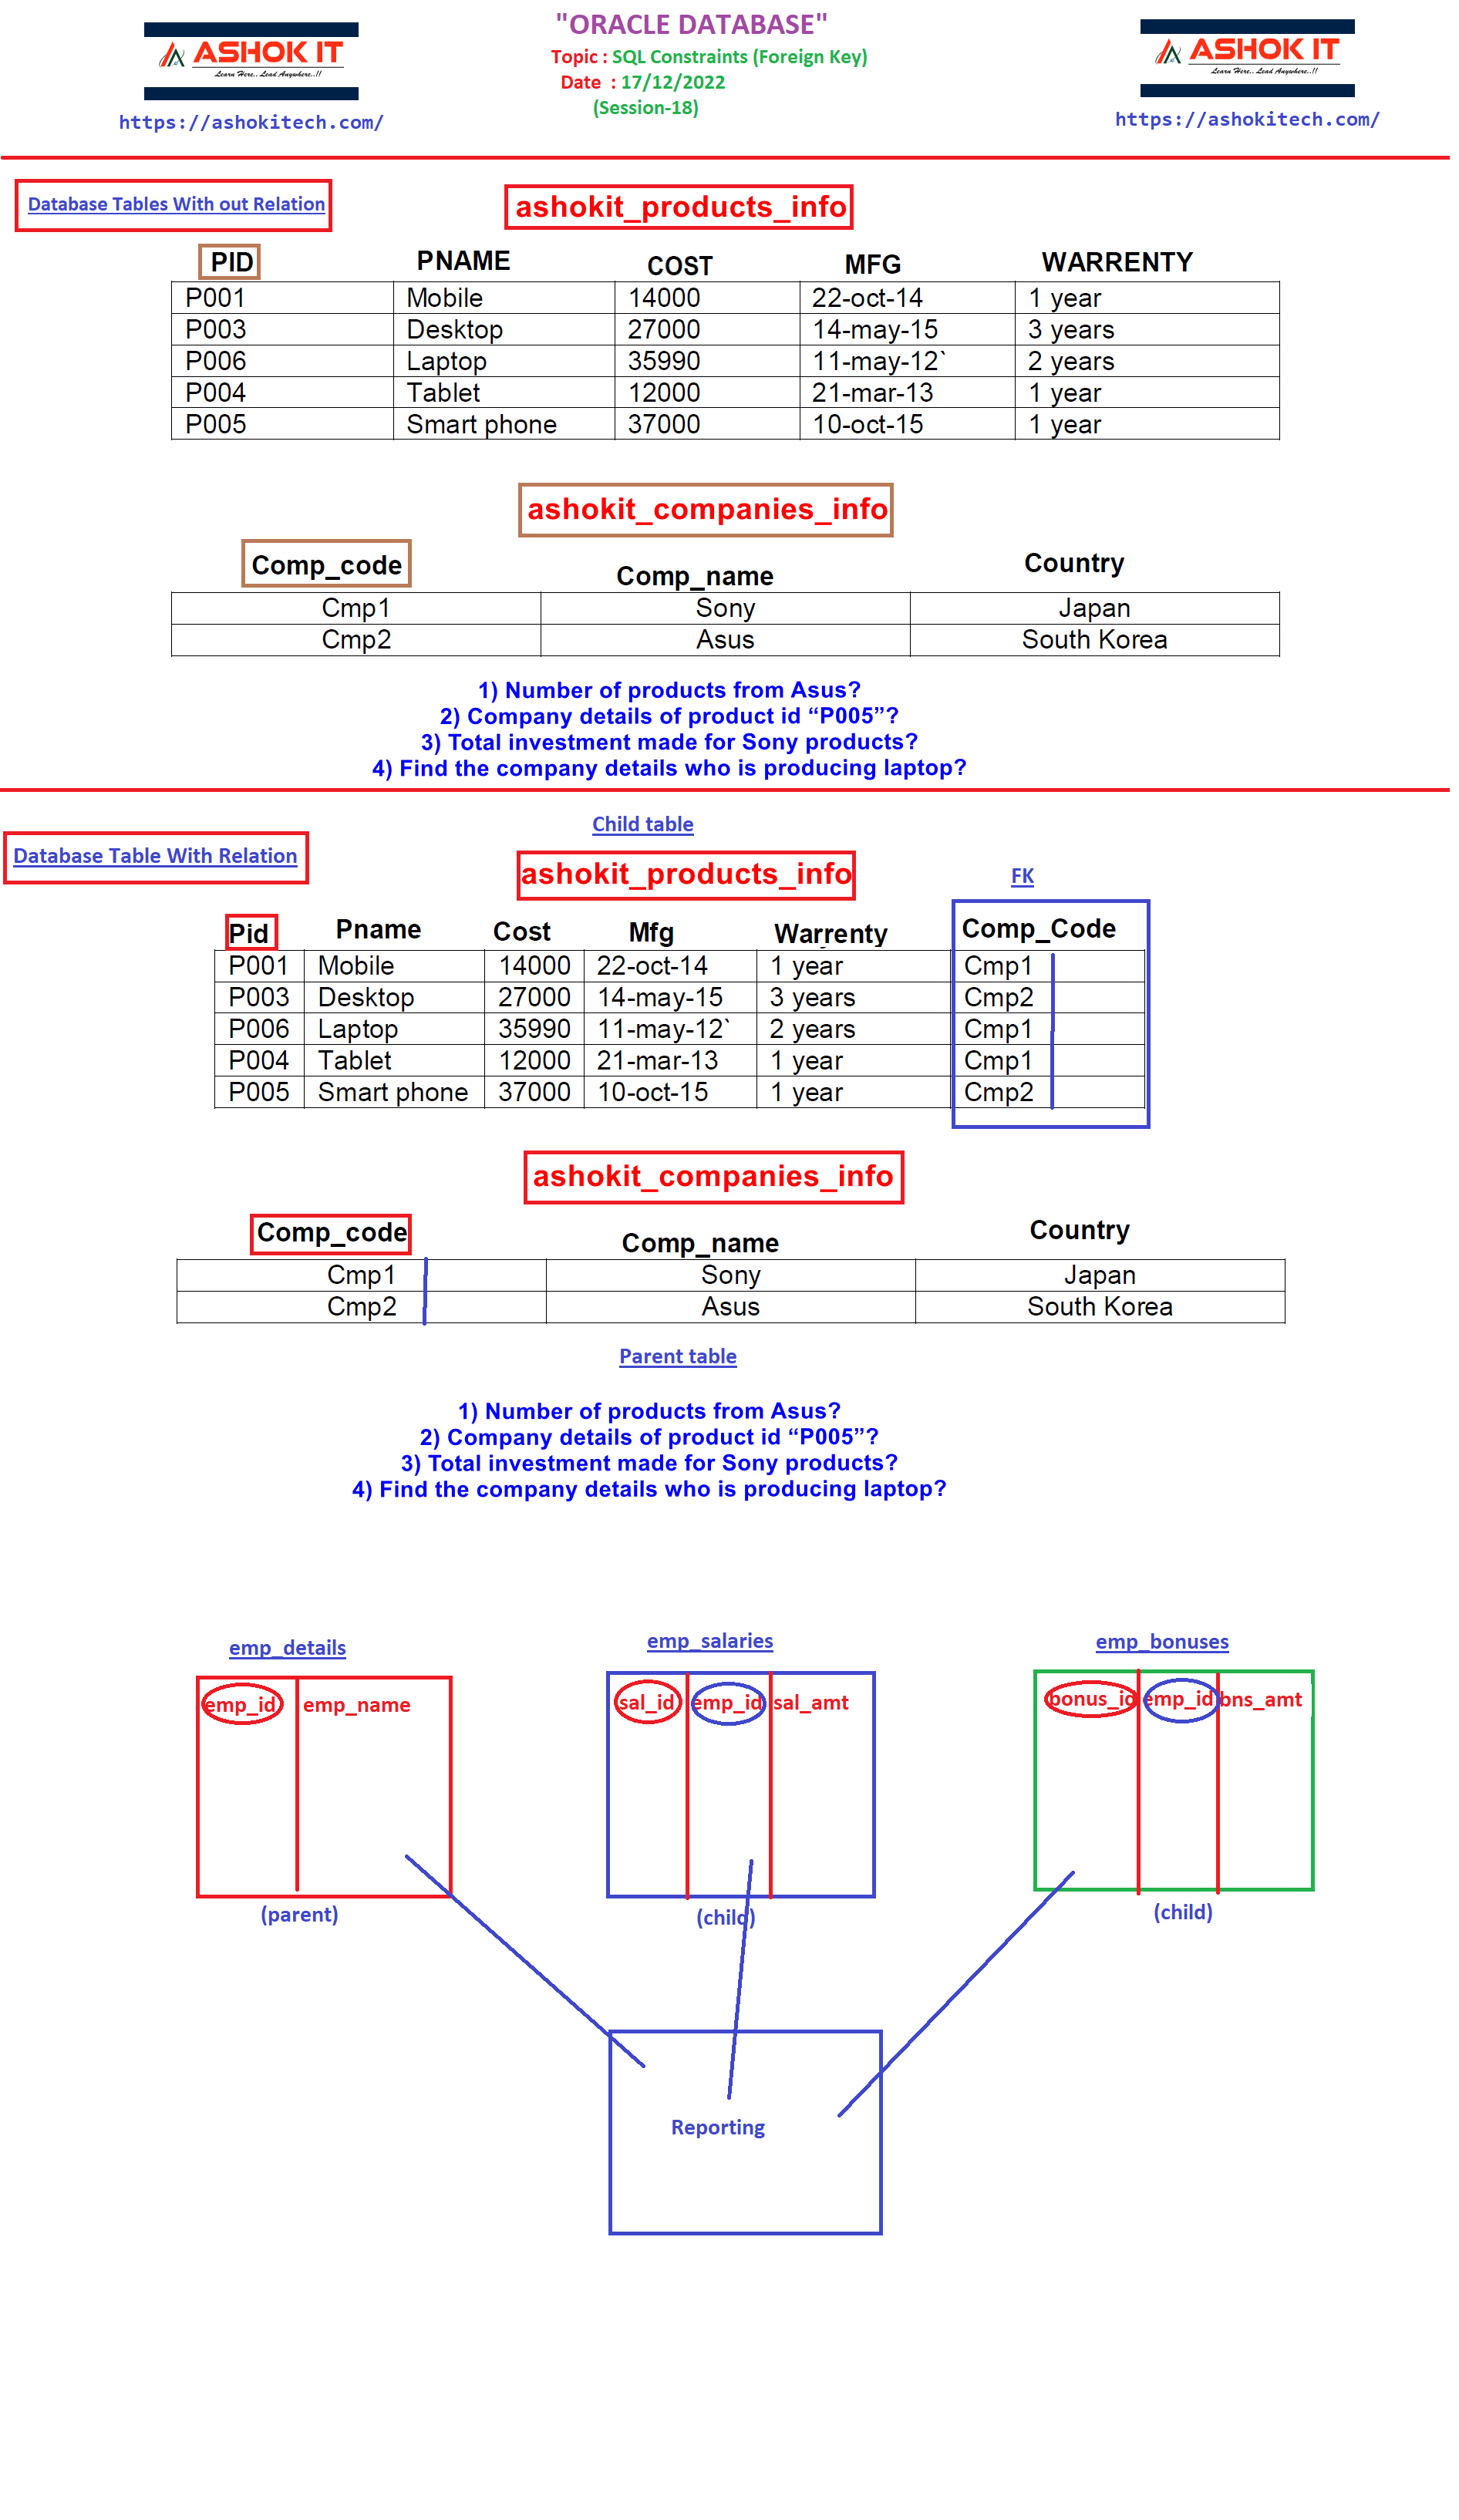 "ORACLE DATABASE"
ASHOK IT
Learn Here.. Lead Anywhere..!!
https://ashokitech.com/
Topic : SQL Constraints (Foreign Key)
Date : 17/12/2022
(Session-18)
ASHOK IT
Learn Here.. Lead Anywhere..!!
https://ashokitech.com/
Database Tables With out Relation
ashokit_products_info
PID PNAME COST MFG WARRENTY
P001 Mobile 14000 22-oct-14 1 year
P003 Desktop 27000 14-may-15 3 years
P006 Laptop 35990 11-may-12` 2 years
P004 Tablet 12000 21-mar-13 1 year
P005 Smart phone 37000 10-oct-15 1 year
ashokit_companies_info
Comp_code Comp_name Country
Cmp1 Sony Japan
Cmp2 Asus South Korea
1) Number of products from Asus?
2) Company details of product id “P005”?
3) Total investment made for Sony products?
4) Find the company details who is producing laptop?
Child table
Database Table With Relation
ashokit_products_info
FK
Pid Pname Cost Mfg Warrenty Comp_Code
P001 Mobile 14000 22-oct-14 1 year Cmp1
P003 Desktop 27000 14-may-15 3 years Cmp2
P006 Laptop 35990 11-may-12` 2 years Cmp1
P004 Tablet 12000 21-mar-13 1 year Cmp1
P005 Smart phone 37000 10-oct-15 1 year Cmp2
ashokit_companies_info
Comp_code Comp_name Country
Cmp1 Sony Japan
Cmp2 Asus South Korea
Parent table
1) Number of products from Asus?
2) Company details of product id “P005”?
3) Total investment made for Sony products?
4) Find the company details who is producing laptop?
emp_details emp_salaries emp_bonuses
emp_id emp_name sal_id emp_id sal_amt bonus_id emp_id bns_amt
(parent) (child) (child)
Reporting